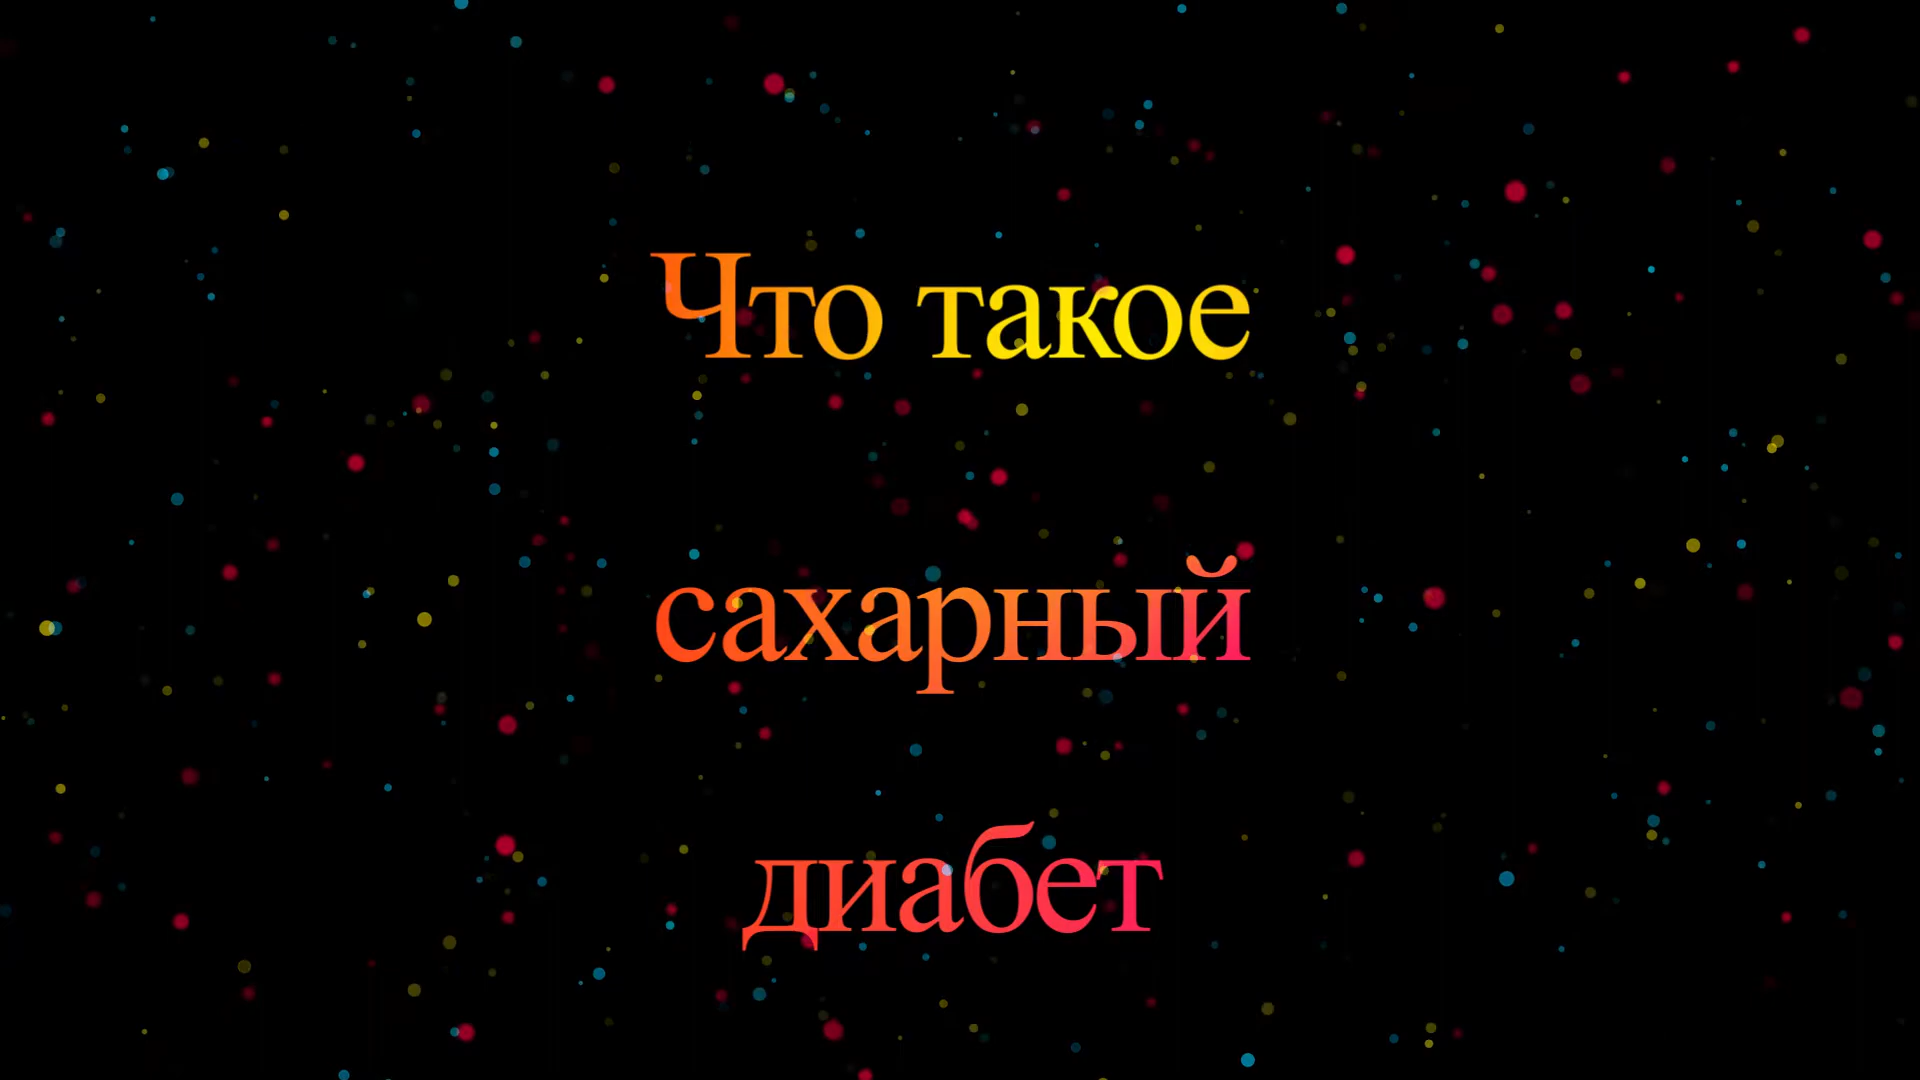 Что такое
сахарный
диабет